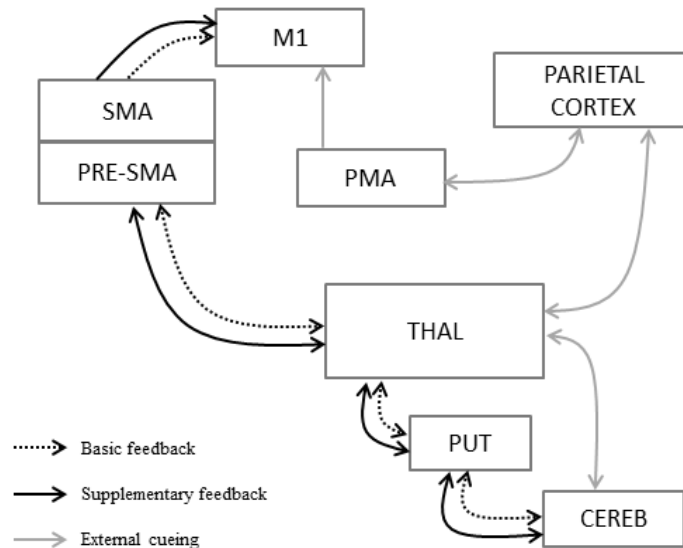 M1
SMA
PARIETAL
CORTEX
PRE-SMA
PMA
THAL
PUT
CEREB
Basic feedback
Supplementary feedback
External cueing